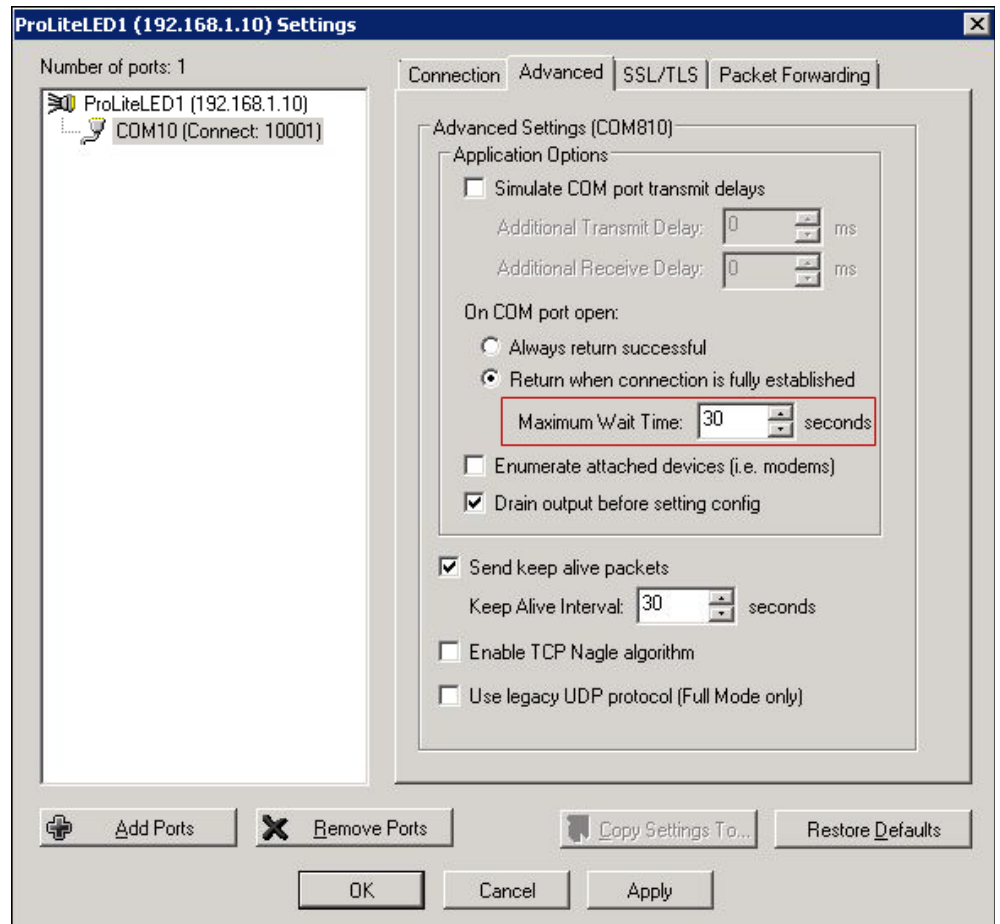 ProLiteLED1 (192.168.1.10) Settings
Number of ports: 1
ProLiteLED1 (192.168.1.10)
COM10 (Connect: 10001)
Connection Advanced SSL/TLS Packet Forwarding
Advanced Settings (COM810)
Application Options
Simulate COM port transmit delays
Additional Transmit Delay: 0 ms
Additional Receive Delay: 0 ms
On COM port open:
Always return successful
Return when connection is fully established
Maximum Wait Time: 30 seconds
Enumerate attached devices (i.e. modems)
Drain output before setting config
Send keep alive packets
Keep Alive Interval: 30 seconds
Enable TCP Nagle algorithm
Use legacy UDP protocol (Full Mode only)
Add Ports Remove Ports Copy Settings To... Restore Defaults
OK Cancel Apply